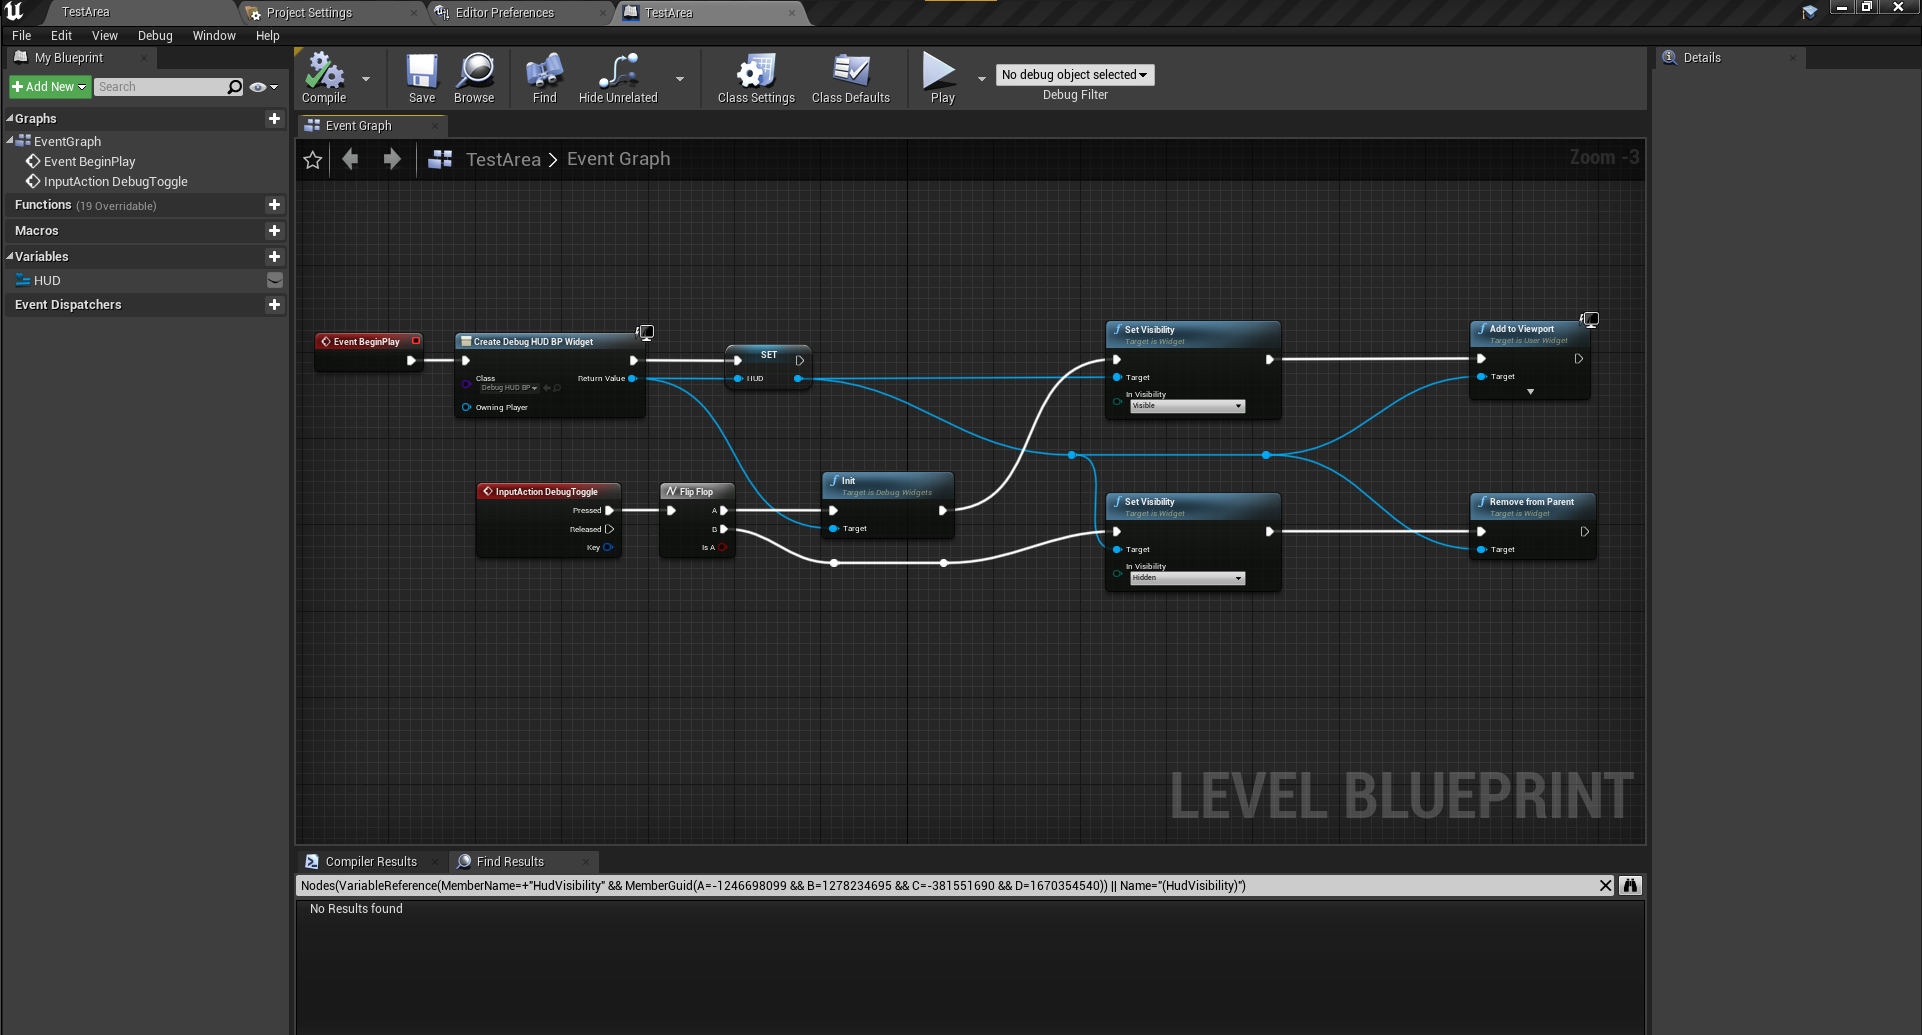 TestArea
Project Settings
Editor Preferences
TestArea
File Edit View Debug Window Help
My Blueprint
Add New
Search
Graphs
EventGraph
Event BeginPlay
InputAction DebugToggle
Functions (19 Overridable)
Macros
Variables
HUD
Event Dispatchers
Compile
Save
Browse
Find
Hide Unrelated
Class Settings
Class Defaults
Play
No debug object selected
Debug Filter
Details
Event Graph
TestArea > Event Graph
Zoom -3
Event BeginPlay
Create Debug HUD BP Widget
Class
Debug HUD BP
Return Value
Owning Player
SET
HUD
Set Visibility
Target is Widget
Target
In Visibility
Visible
Add to Viewport
Target is User Widget
Target
InputAction DebugToggle
Pressed
Released
Key
Flip Flop
A
B
Is A
Init
Target is Debug Widgets
Target
Set Visibility
Target is Widget
Target
In Visibility
Hidden
Remove from Parent
Target is Widget
Target
LEVEL BLUEPRINT
Compiler Results
Find Results
Nodes(VariableReference(MemberName=+"HudVisibility" && MemberGuid(A=-1246698099 && B=1278234695 && C=-381551690 && D=1670354540)) || Name="(HudVisibility)")
No Results found